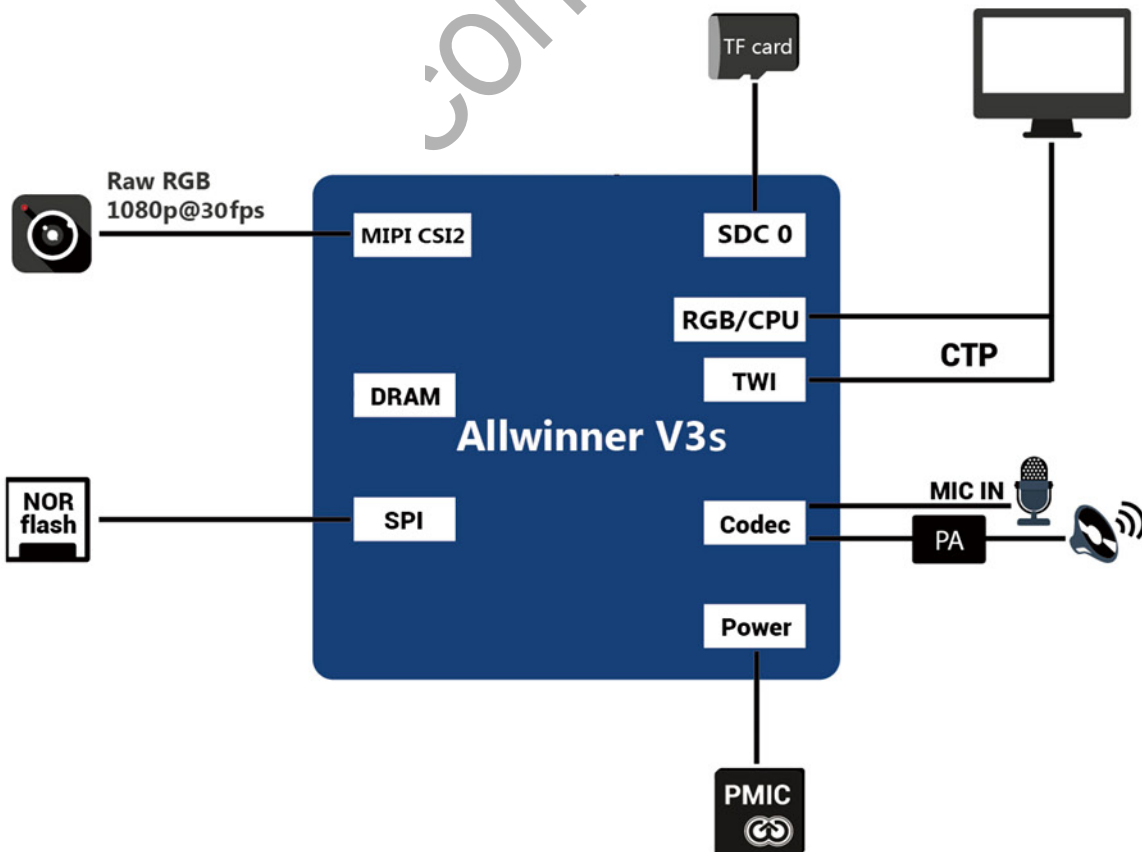 TF card
Raw RGB
1080p@30fps
MIPI CSI2
SDC 0
RGB/CPU
CTP
TWI
DRAM
Allwinner V3s
NOR
flash
SPI
MIC IN
Codec
PA
Power
PMIC